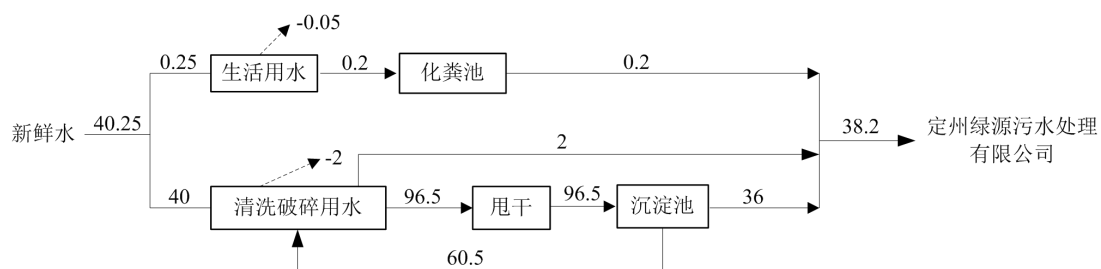 -0.05
0.25
生活用水
0.2
化粪池
0.2
新鲜水
40.25
38.2
定州绿源污水处理
有限公司
2
-2
40
清洗破碎用水
96.5
甩干
96.5
沉淀池
36
60.5